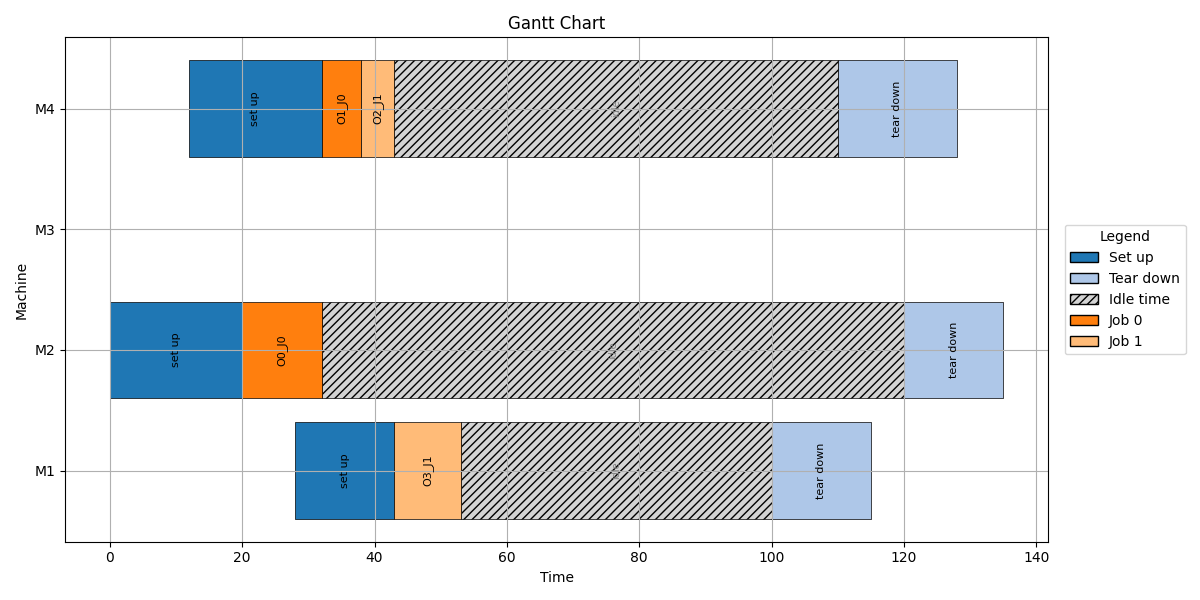 Gantt Chart
Machine
M4
set up
O1_J0
O2_J1
tear down
M3
M2
set up
O0_J0
tear down
M1
set up
O3_J1
tear down
0 20 40 60 80 100 120 140
Time
Legend
Set up
Tear down
Idle time
Job 0
Job 1